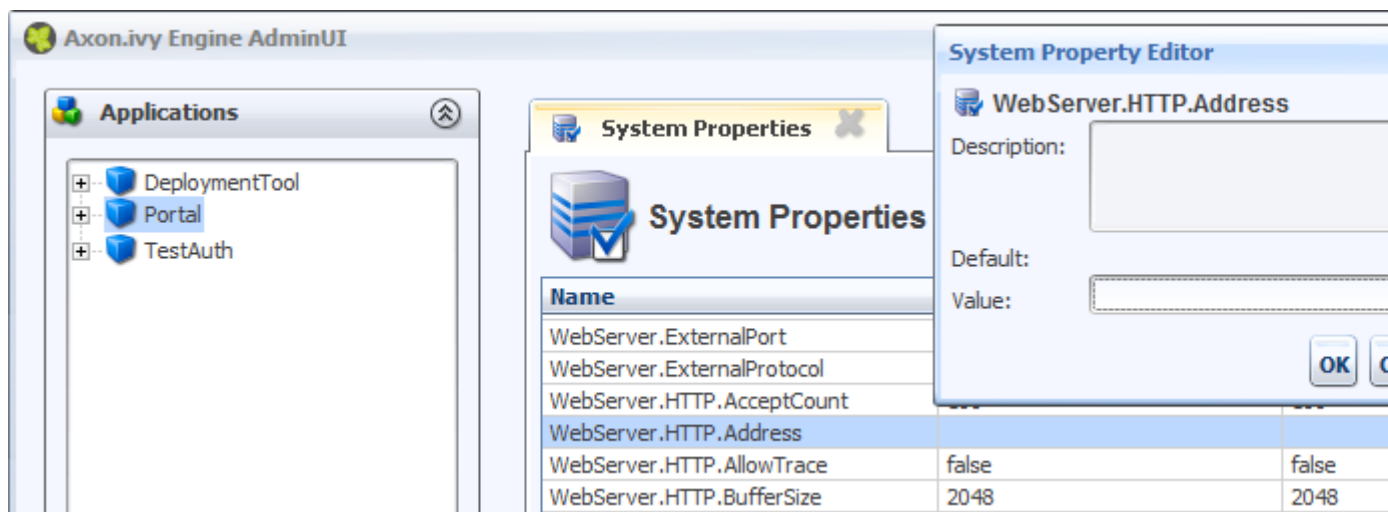 Axon.ivy Engine AdminUI
Applications
DeploymentTool
Portal
TestAuth
System Properties
System Properties
Name
WebServer.ExternalPort
WebServer.ExternalProtocol
WebServer.HTTP.AcceptCount
WebServer.HTTP.Address
WebServer.HTTP.AllowTrace false false
WebServer.HTTP.BufferSize 2048 2048
System Property Editor
WebServer.HTTP.Address
Description:
Default:
Value:
OK